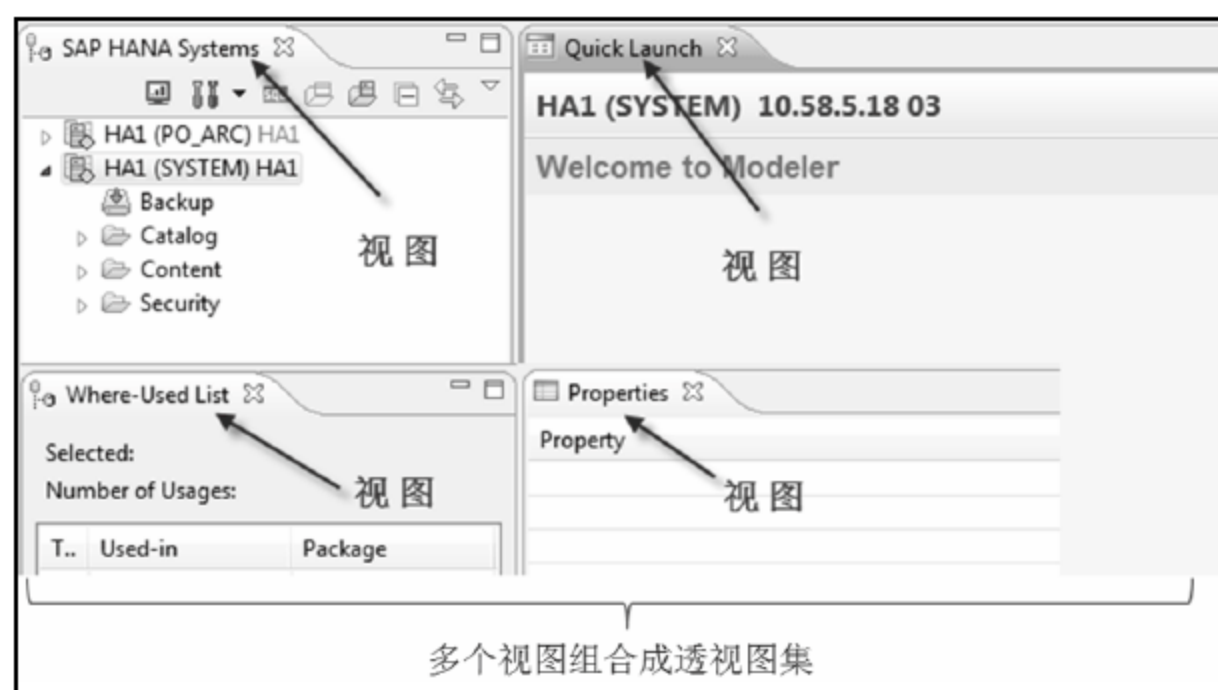 SAP HANA Systems
HA1 (PO_ARC) HA1
HA1 (SYSTEM) HA1
Backup
Catalog
Content
Security
视图
Quick Launch
HA1 (SYSTEM) 10.58.5.18 03
Welcome to Modeler
视图
Where-Used List
Selected:
Number of Usages:
视图
T.. Used-in Package
Properties
Property
视图
多个视图组合成透视图集